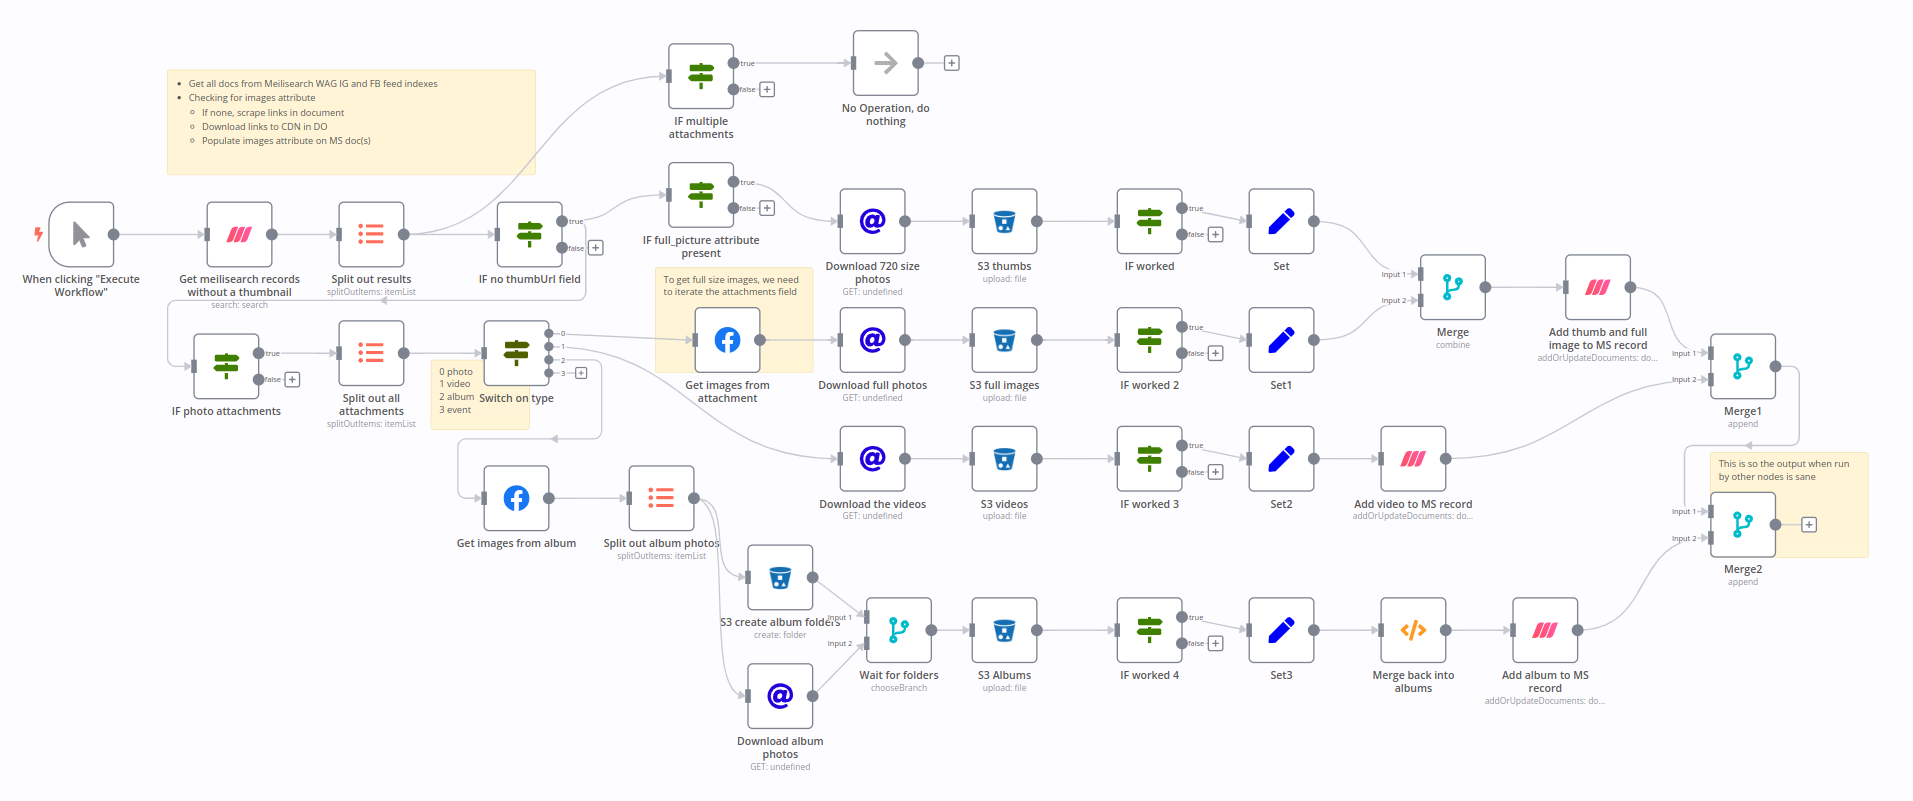 Get all docs from Meilisearch WAG IG and FB feed indexes
Checking for images attribute
If none, scrape links in document
Download links to CDN in DO
Populate images attribute on MS doc(s)
true
false
IF multiple
attachments
No Operation, do
nothing
When clicking "Execute
Workflow"
Get meilisearch records
without a thumbnail
search: search
Split out results
splitOutItems: itemList
true
false
IF no thumbUrl field
true
false
IF full_picture attribute
present
Download 720 size
photos
GET: undefined
S3 thumbs
upload: file
true
false
IF worked
Set
To get full size images, we need
to iterate the attachments field
Get images from
attachment
Download full photos
GET: undefined
S3 full images
upload: file
true
false
IF worked 2
Set1
Input 1
Input 2
Merge
combine
Add thumb and full
image to MS record
addOrUpdateDocuments: do...
true
false
IF photo attachments
Split out all
attachments
splitOutItems: itemList
0 photo
1 video
2 album
3 event
0
1
2
3
Switch on type
Download the videos
GET: undefined
S3 videos
upload: file
true
false
IF worked 3
Set2
Add video to MS record
addOrUpdateDocuments: do...
Input 1
Input 2
Merge1
append
This is so the output when run
by other nodes is sane
Input 1
Input 2
Merge2
append
Get images from album
Split out album photos
splitOutItems: itemList
S3 create album folders
create: folder
Download album
photos
GET: undefined
Input 1
Input 2
Wait for folders
chooseBranch
S3 Albums
upload: file
true
false
IF worked 4
Set3
Merge back into
albums
Add album to MS
record
addOrUpdateDocuments: do...